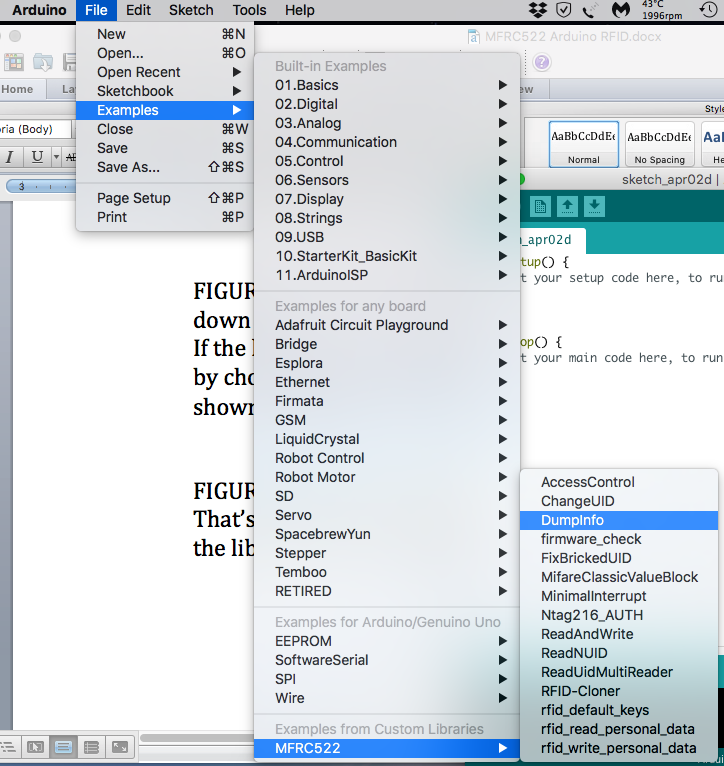 Arduino File Edit Sketch Tools Help
43°C
1996rpm
New ⌘N
Open... ⌘O
Open Recent
Sketchbook
Examples
Close ⌘W
Save ⌘S
Save As... ⇧⌘S
Page Setup ⇧⌘P
Print ⌘P
Built-in Examples
01.Basics
02.Digital
03.Analog
04.Communication
05.Control
06.Sensors
07.Display
08.Strings
09.USB
10.StarterKit_BasicKit
11.ArduinoISP
Examples for any board
Adafruit Circuit Playground
Bridge
Esplora
Ethernet
Firmata
GSM
LiquidCrystal
Robot Control
Robot Motor
SD
Servo
SpacebrewYun
Stepper
Temboo
RETIRED
Examples for Arduino/Genuino Uno
EEPROM
SoftwareSerial
SPI
Wire
Examples from Custom Libraries
MFRC522
AccessControl
ChangeUID
DumpInfo
firmware_check
FixBrickedUID
MifareClassicValueBlock
MinimalInterrupt
Ntag216_AUTH
ReadAndWrite
ReadNUID
ReadUidMultiReader
RFID-Cloner
rfid_default_keys
rfid_read_personal_data
rfid_write_personal_data
MFRC522 Arduino RFID.docx
Home
(Body)
I U
3
AaBbCcDdEe AaBbCcDdEe
Normal No Spacing
sketch_apr02d |
_apr02d
tup() {
t your setup code here, to ru
op() {
t your main code here, to run
FIGUR
down
If the
by cho
shown
FIGUR
That's
the lib